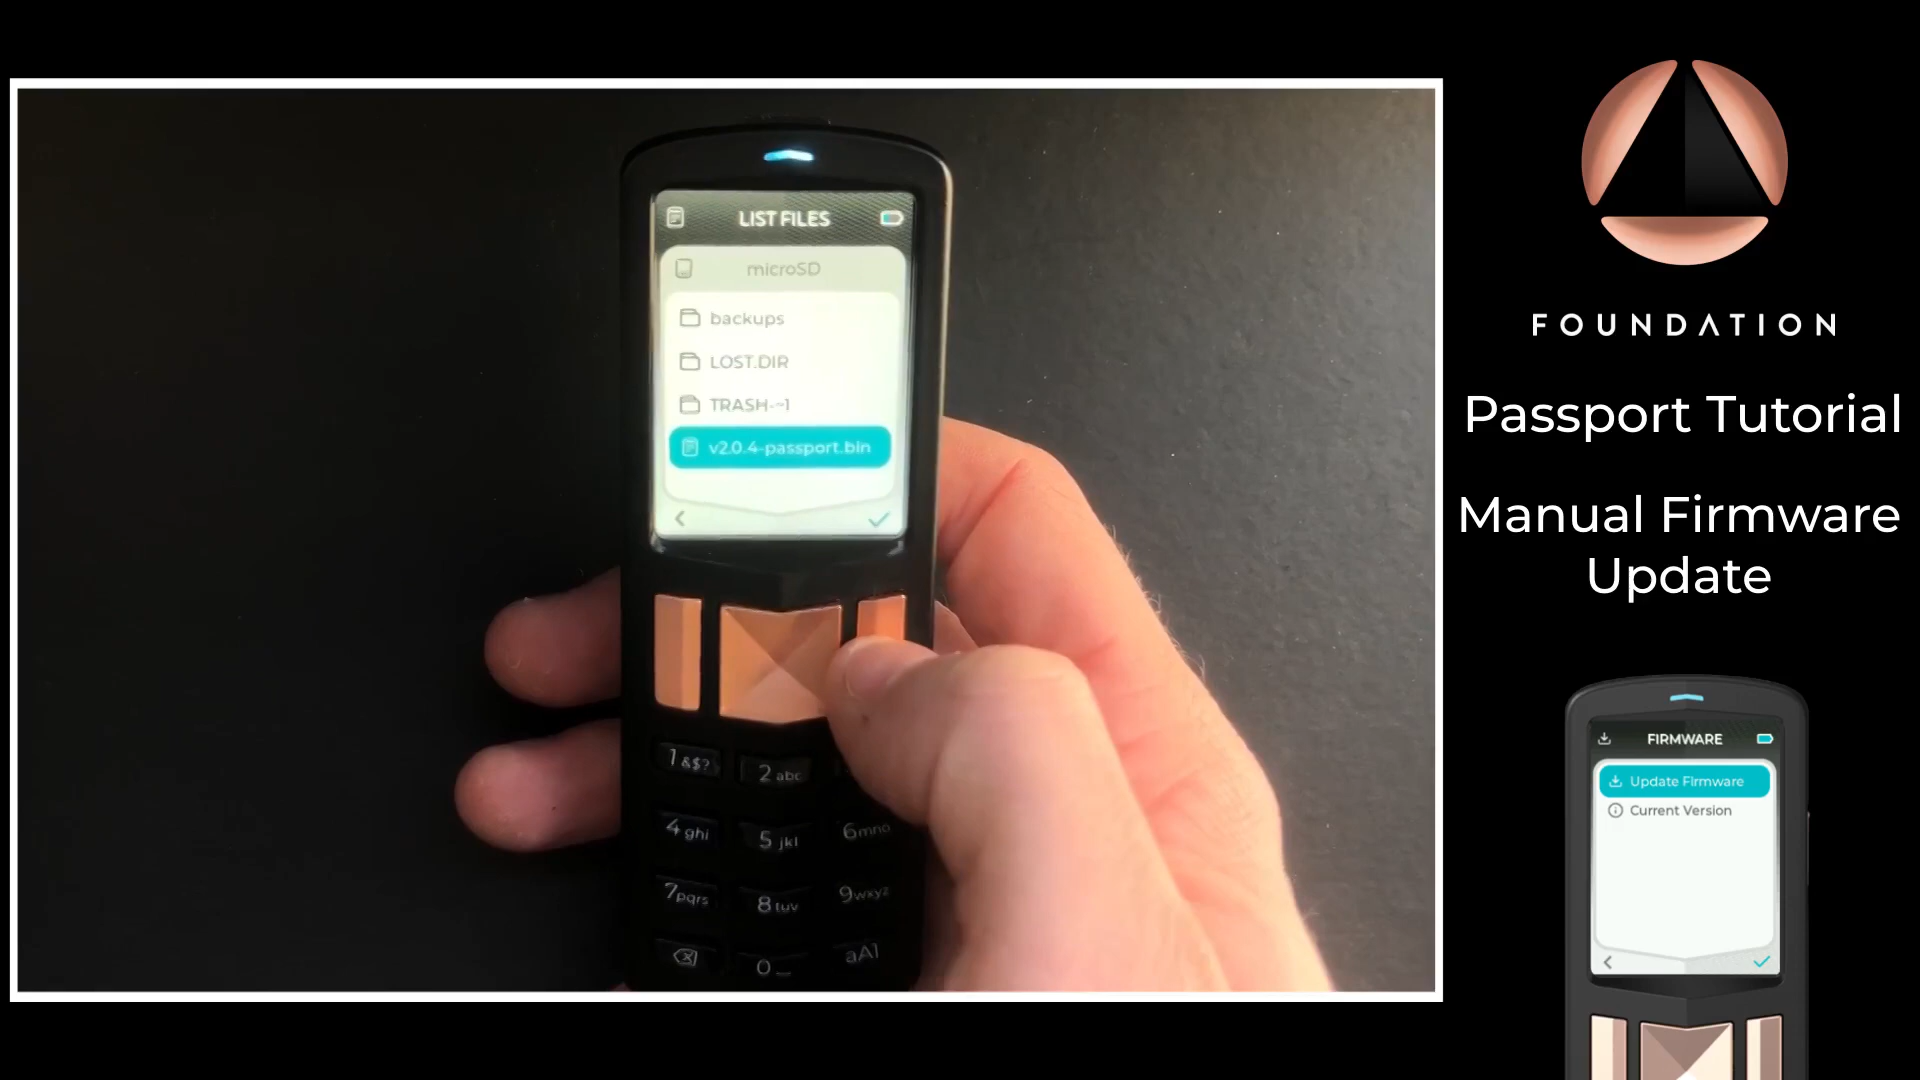 LIST FILES
microSD
backups
LOST.DIR
TRASH-~1
v2.0.4-passport.bin
1 &$?
2 abc
4 ghi
5 jkl
6 mno
7 pqrs
8 tuv
9 wxyz
0
aA1
FOUNDATION
Passport Tutorial
Manual Firmware
Update
FIRMWARE
Update Firmware
Current Version